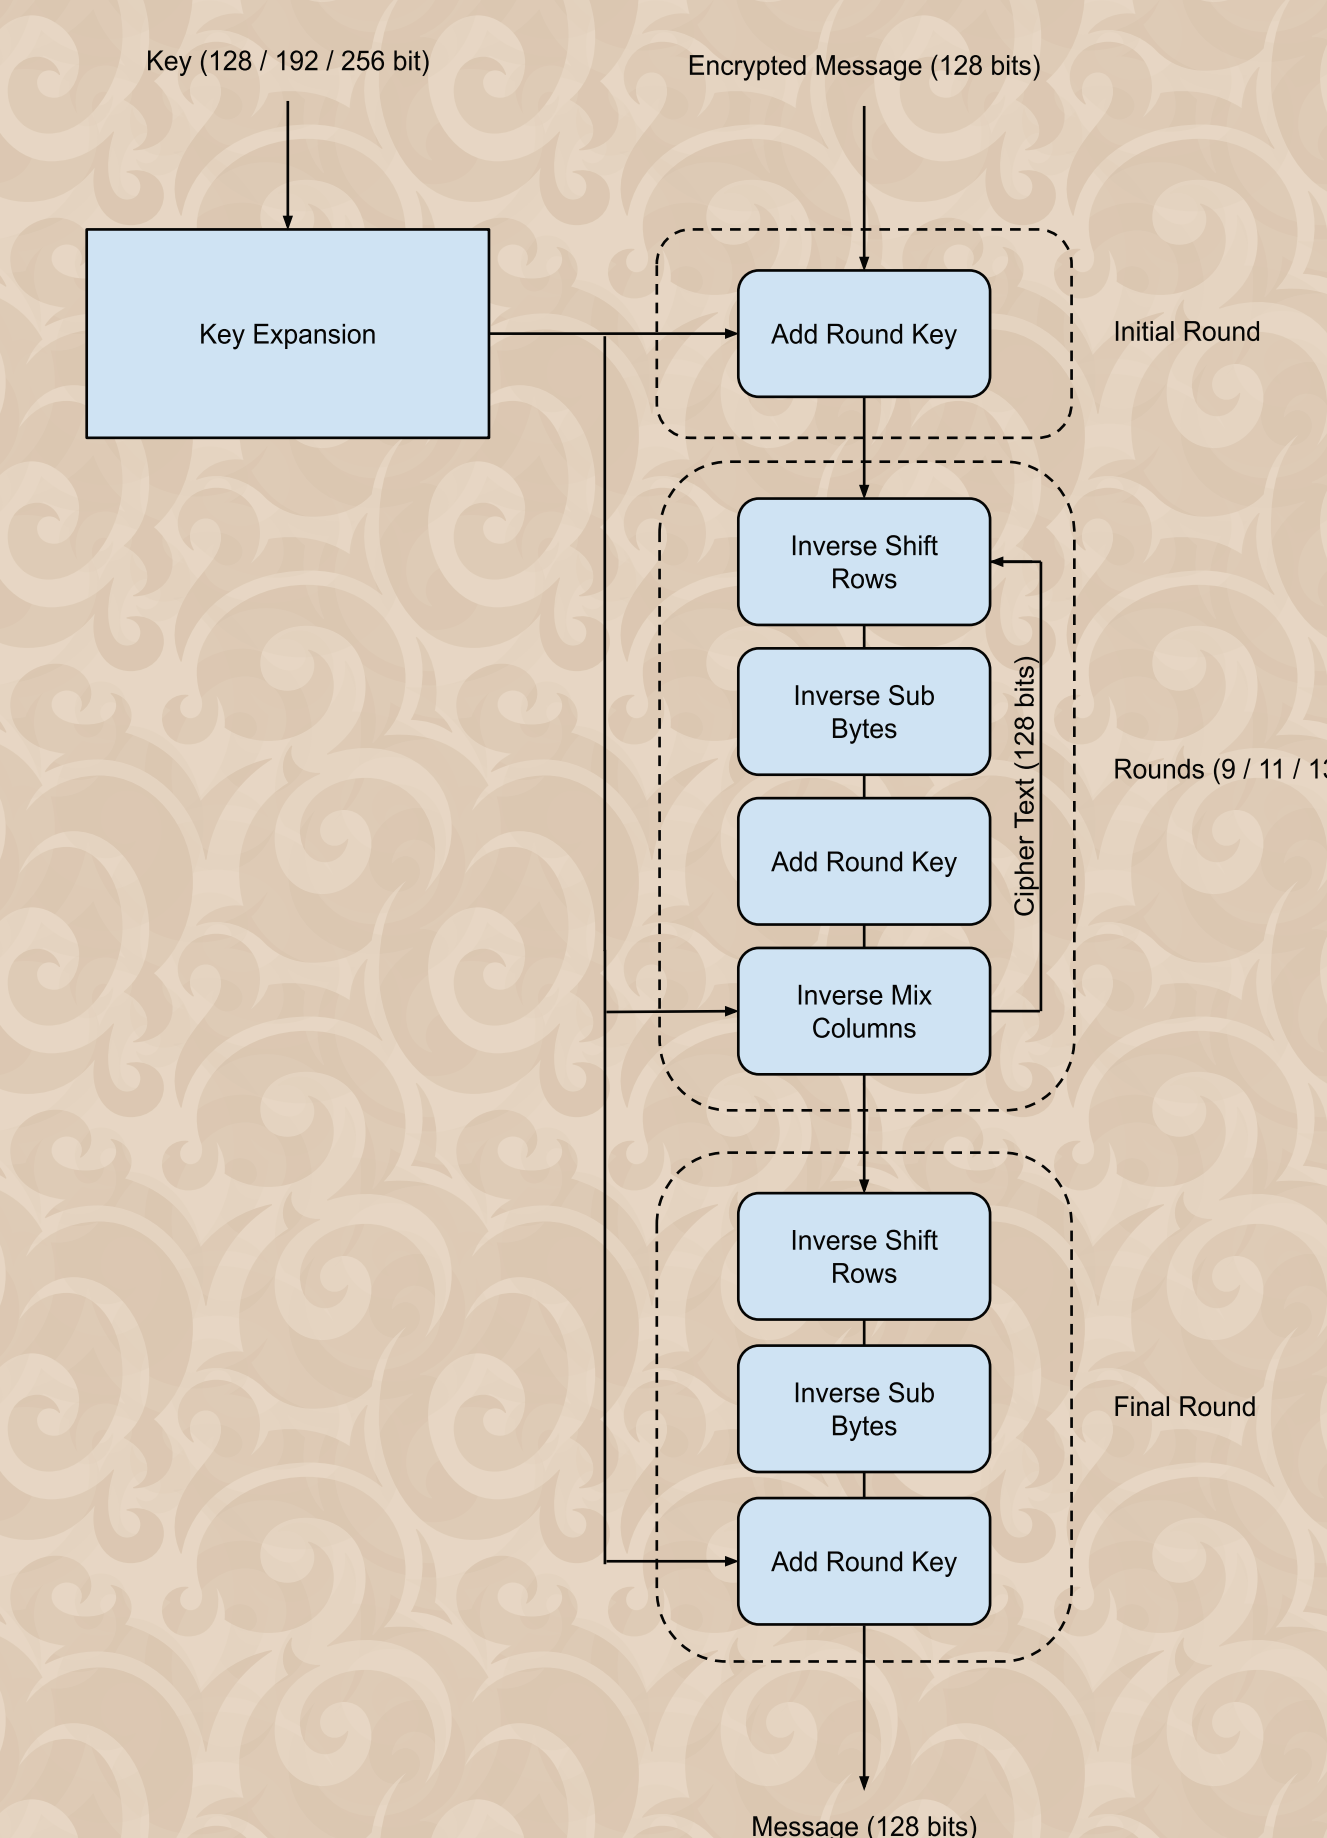 Key (128 / 192 / 256 bit)
Encrypted Message (128 bits)
Key Expansion
Add Round Key
Initial Round
Inverse Shift
Rows
Inverse Sub
Bytes
Cipher Text (128 bits)
Rounds (9 / 11 / 13
Add Round Key
Inverse Mix
Columns
Inverse Shift
Rows
Inverse Sub
Bytes
Final Round
Add Round Key
Message (128 bits)